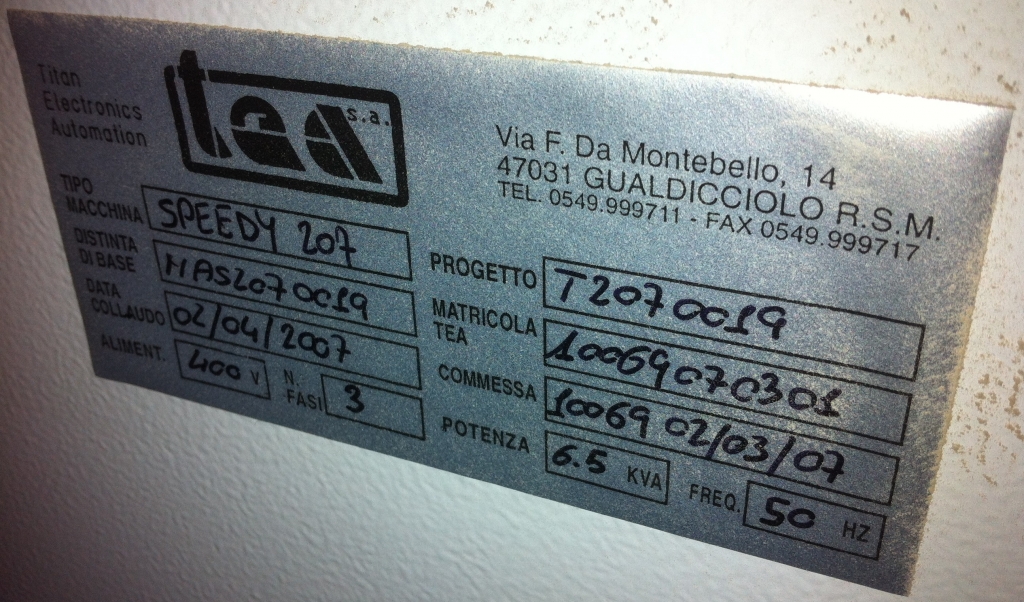 Titan
Electronics
Automation
tea s.a.
Via F. Da Montebello, 14
47031 GUALDICCIOLO R.S.M.
TEL. 0549.999711 - FAX 0549.999717
TIPO MACCHINA SPEEDY 207
DISTINTA DI BASE MAS2070019
DATA COLLAUDO 02/04/2007
ALIMENT. 400 V N. FASI 3
PROGETTO T2070019
MATRICOLA TEA 10069070301
COMMESSA 10069 02/03/07
POTENZA 6.5 KVA FREQ. 50 HZ